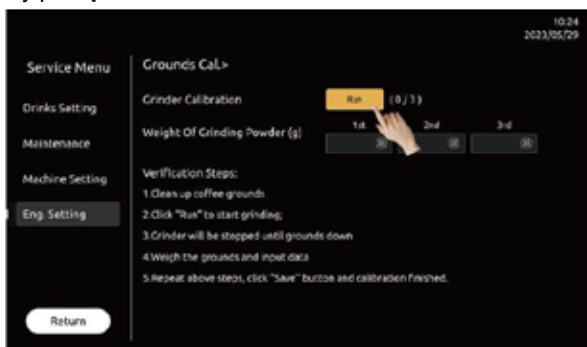 10:24
2023/05/29
Service Menu
Grounds Cal.>
Grinder Calibration
Run
(0/3)
Drinks Setting
Weight Of Grinding Powder (g)
1st
2nd
3rd
Maintenance
Verification Steps:
Machine Setting
1.Clean up coffee grounds
Eng. Setting
2.Click "Run" to start grinding;
3.Grinder will be stopped until grounds down
4.Weigh the grounds and input data
5.Repeat above steps, click "Save" button and calibration finished.
Return